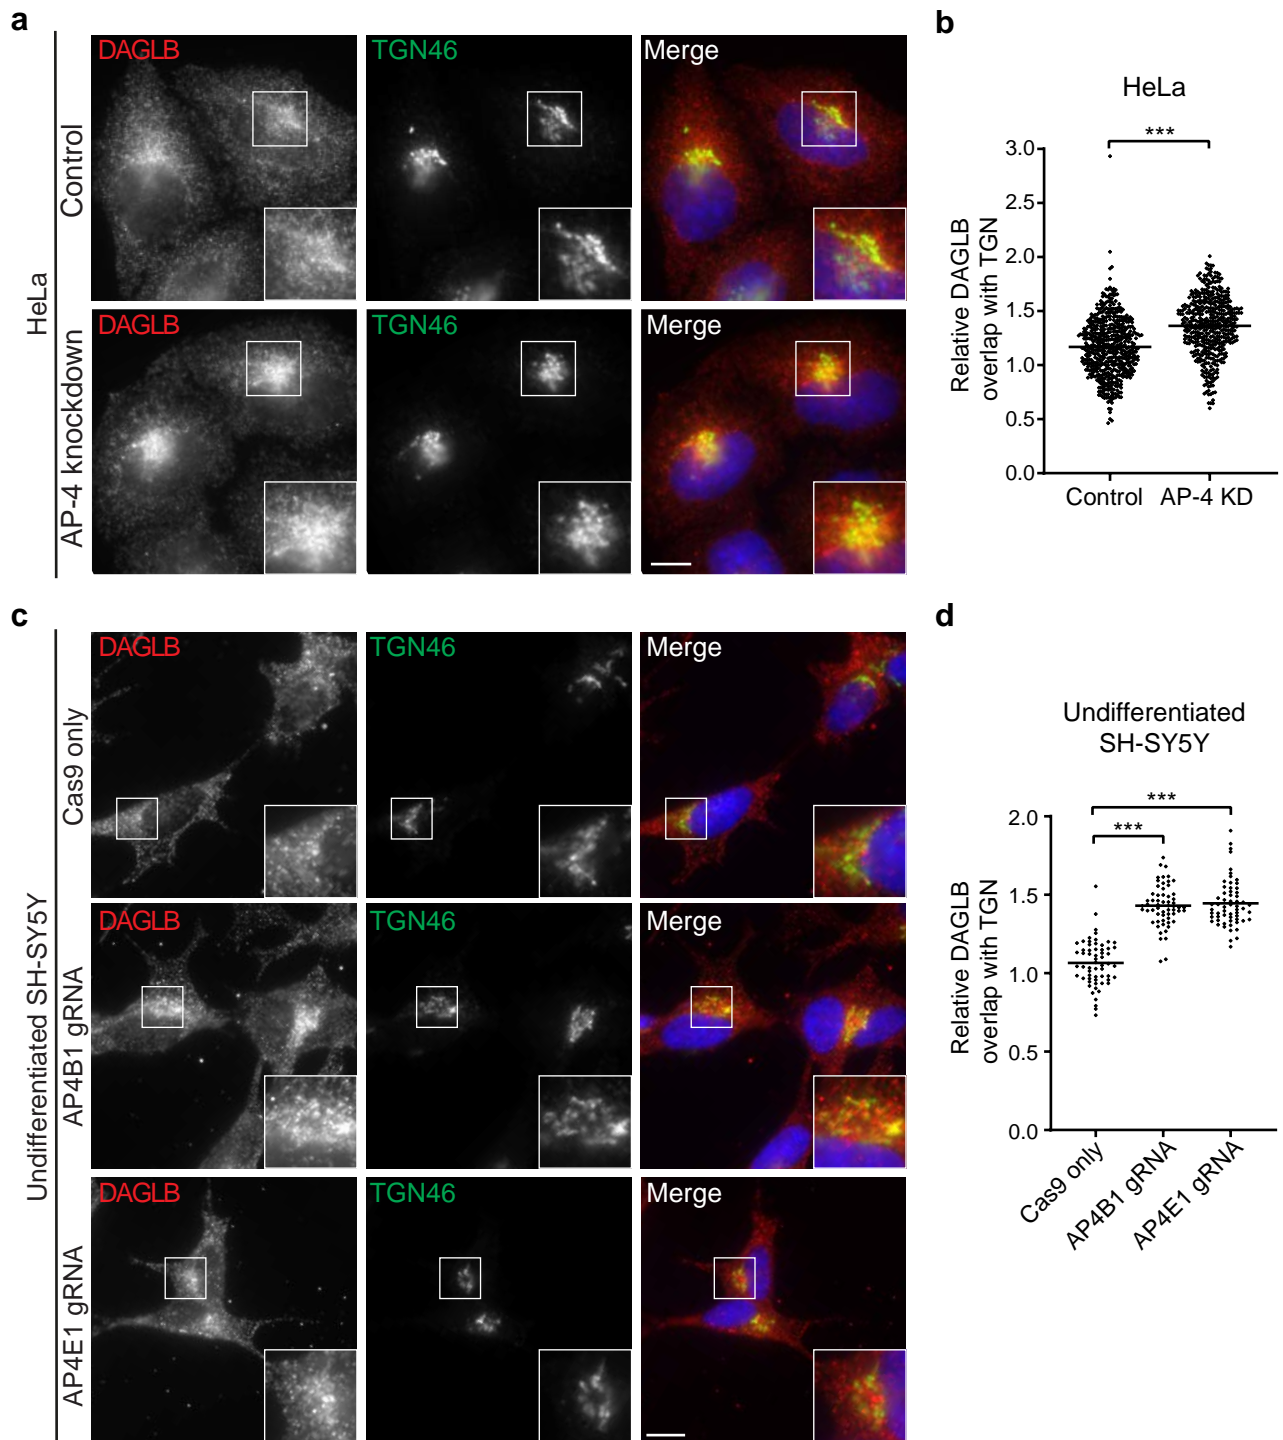 a
HeLa
Control
DAGLB
TGN46
Merge
AP-4 knockdown
DAGLB
TGN46
Merge
b
HeLa
***
Relative DAGLB
overlap with TGN
3.0
2.5
2.0
1.5
1.0
0.5
0.0
Control AP-4 KD
c
Undifferentiated SH-SY5Y
Cas9 only
DAGLB
TGN46
Merge
AP4B1 gRNA
DAGLB
TGN46
Merge
AP4E1 gRNA
DAGLB
TGN46
Merge
d
Undifferentiated
SH-SY5Y
***
***
Relative DAGLB
overlap with TGN
2.0
1.5
1.0
0.5
0.0
Cas9 only
AP4B1 gRNA
AP4E1 gRNA